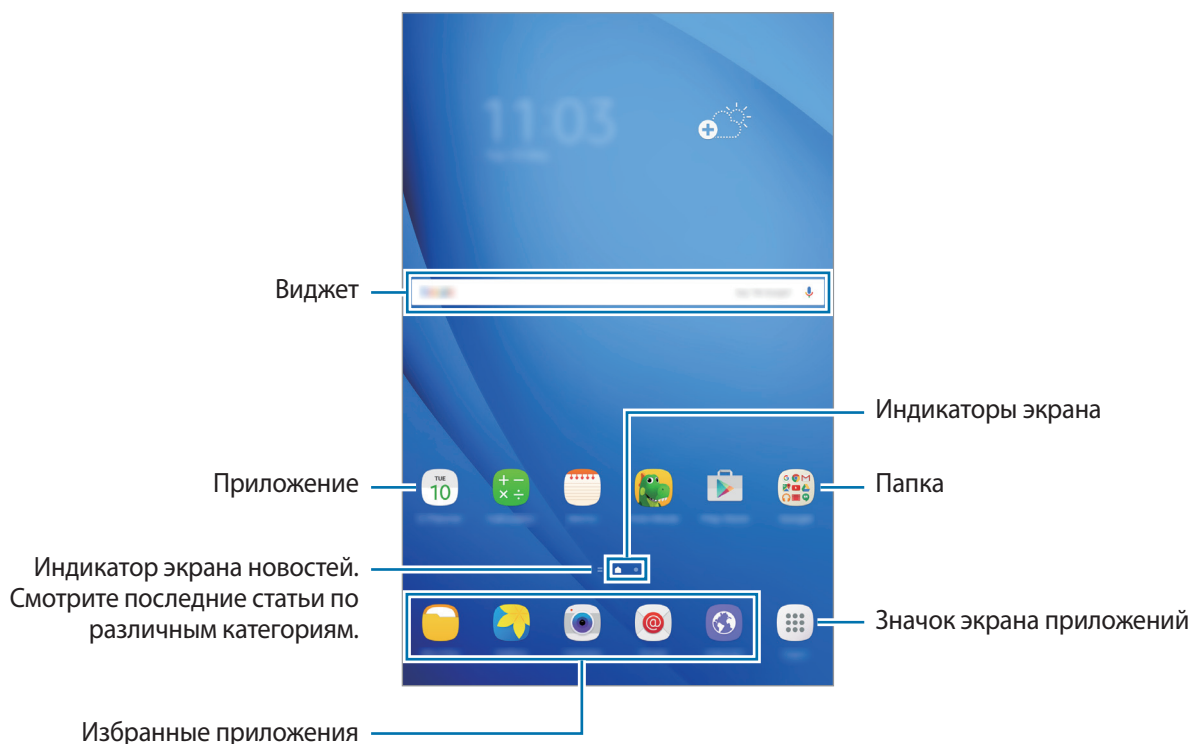 11:03
Виджет
Индикаторы экрана
Приложение
TUE
10
Папка
Индикатор экрана новостей.
Смотрите последние статьи по
различным категориям.
Значок экрана приложений
Избранные приложения